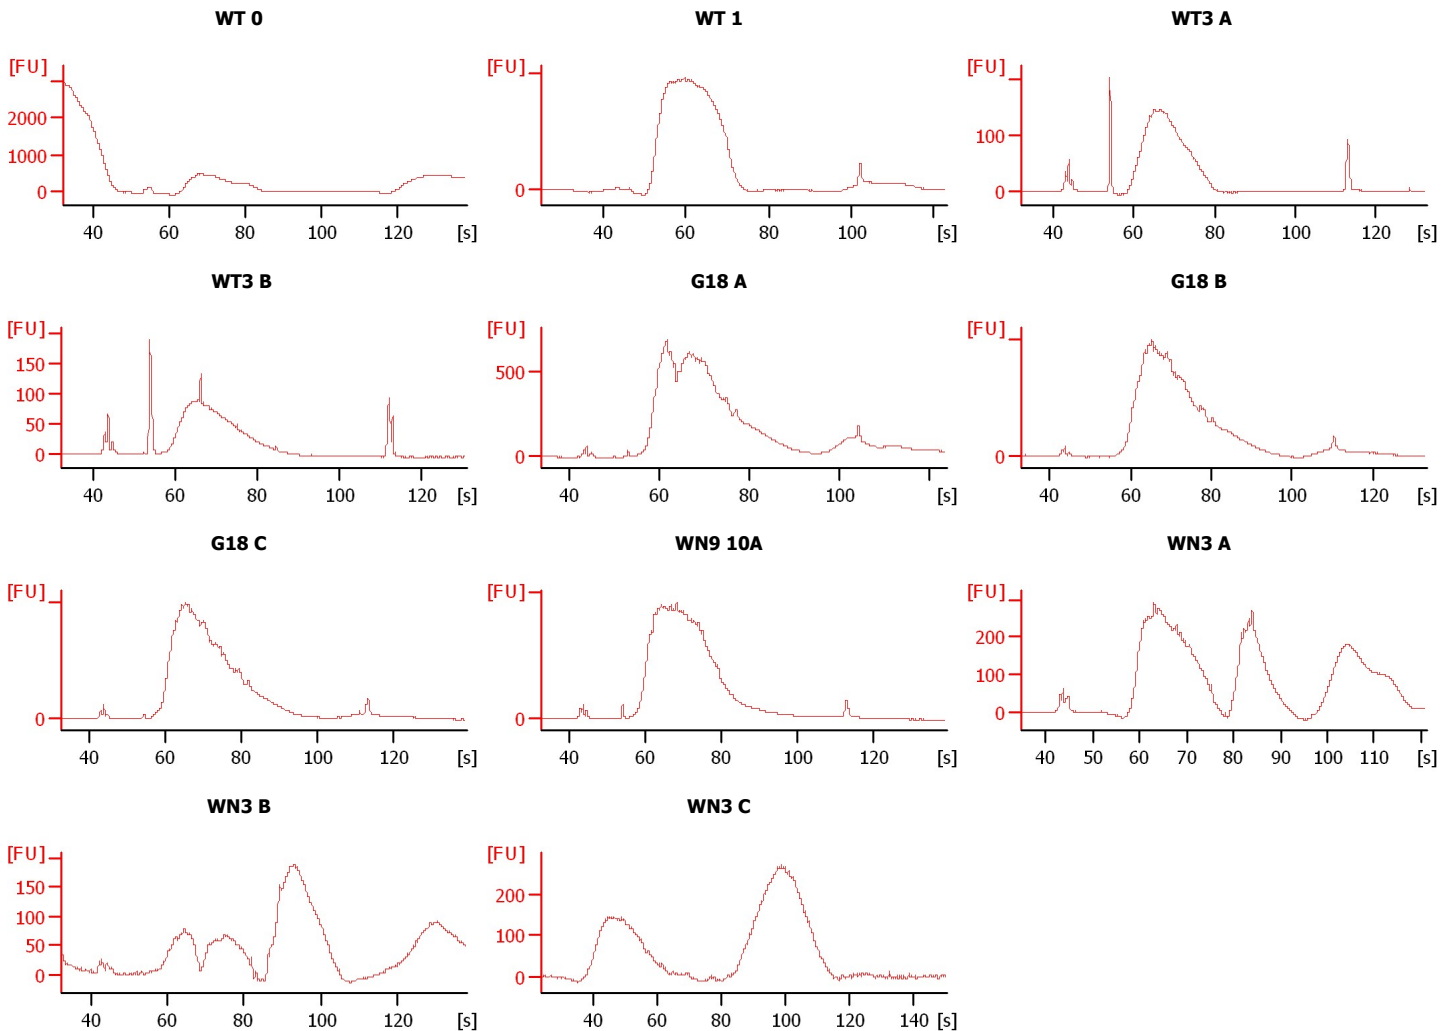 WT 0
WT 1
WT3 A
[FU]
2000
1000
0
40 60 80 100 120 [s]
[FU]
0
40 60 80 100 [s]
[FU]
100
0
40 60 80 100 120 [s]
WT3 B
G18 A
G18 B
[FU]
150
100
50
0
40 60 80 100 120 [s]
[FU]
500
0
40 60 80 100 [s]
[FU]
0
40 60 80 100 120 [s]
G18 C
WN9 10A
WN3 A
[FU]
0
40 60 80 100 120 [s]
[FU]
0
40 60 80 100 120 [s]
[FU]
200
100
0
40 50 60 70 80 90 100 110 [s]
WN3 B
WN3 C
[FU]
150
100
50
0
40 60 80 100 120 [s]
[FU]
200
100
0
40 60 80 100 120 140 [s]